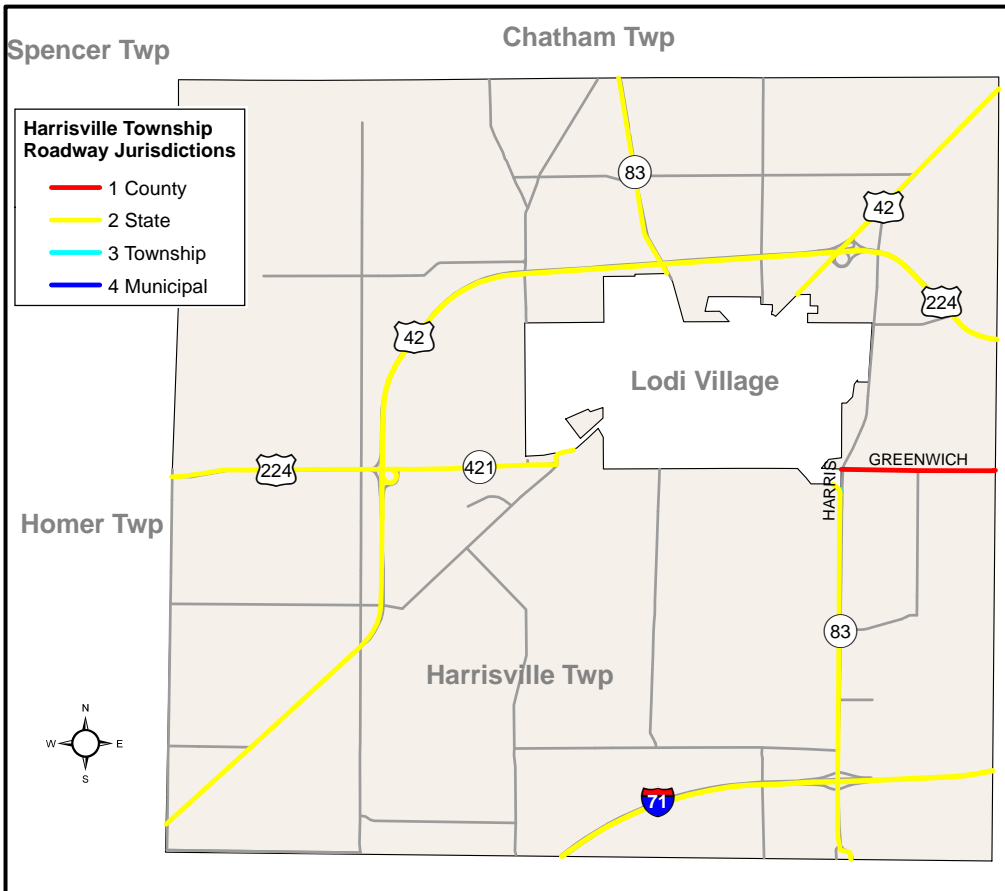 Chatham Twp
Spencer Twp
Harrisville Township
Roadway Jurisdictions
1 County
2 State
3 Township
4 Municipal
83
42
224
42
Lodi Village
224
421
GREENWICH
HARRIS
Homer Twp
83
Harrisville Twp
N
W E
S
71